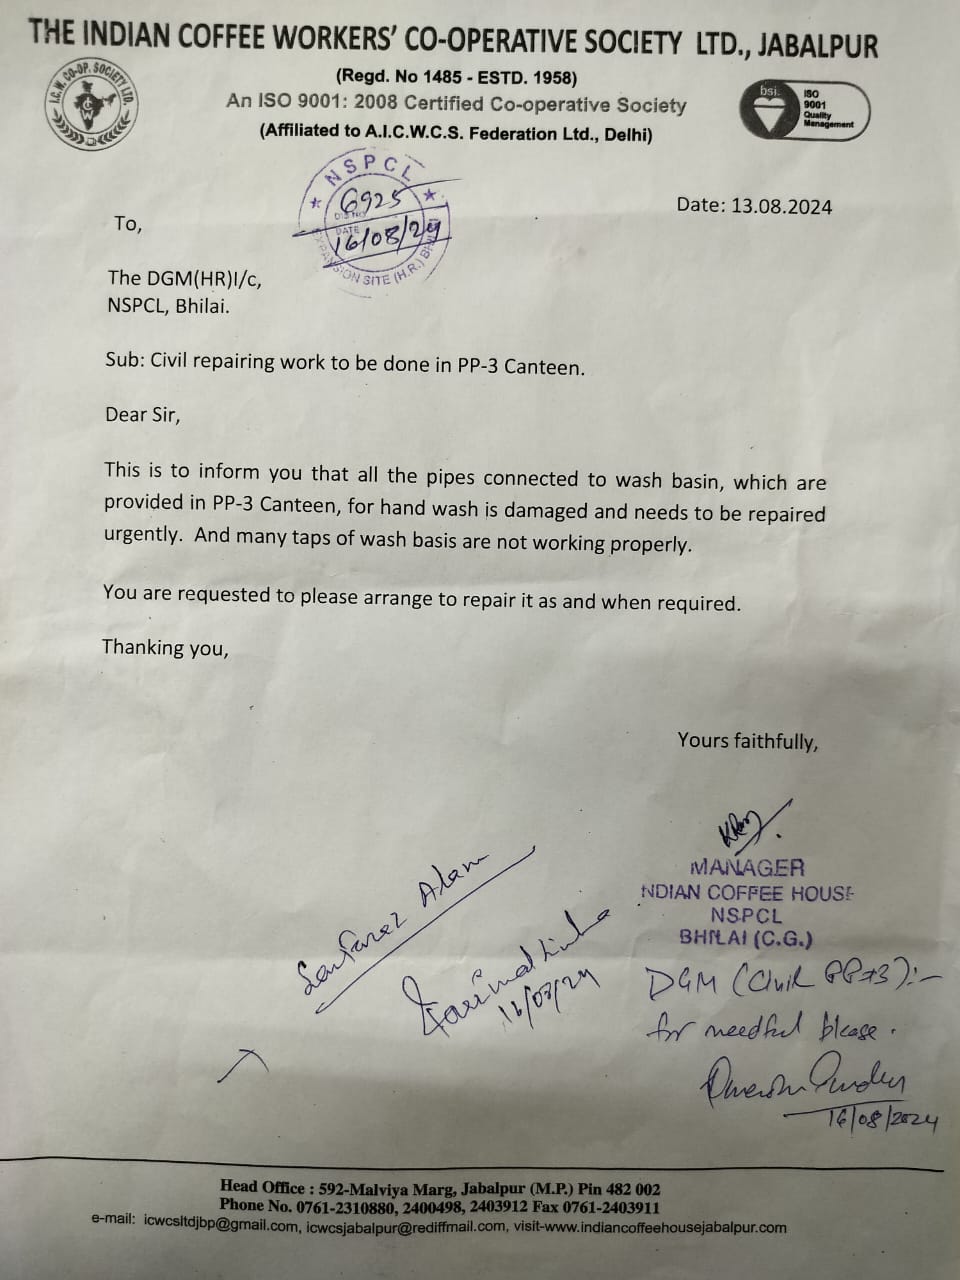 THE INDIAN COFFEE WORKERS' CO-OPERATIVE SOCIETY LTD., JABALPUR
(Regd. No 1485 - ESTD. 1958)
An ISO 9001: 2008 Certified Co-operative Society
(Affiliated to A.I.C.W.C.S. Federation Ltd., Delhi)
I.C.W. CO-OP. SOCIETY LTD.
ICW
bsi.
ISO
9001
Quality
Management
NSPCL
6925
DATE
16/08/24
EXPANSION SITE (H.R.) BHILAI
Date: 13.08.2024
To,
The DGM(HR)I/c,
NSPCL, Bhilai.
Sub: Civil repairing work to be done in PP-3 Canteen.
Dear Sir,
This is to inform you that all the pipes connected to wash basin, which are
provided in PP-3 Canteen, for hand wash is damaged and needs to be repaired
urgently. And many taps of wash basis are not working properly.
You are requested to please arrange to repair it as and when required.
Thanking you,
Yours faithfully,
MANAGER
NDIAN COFFEE HOUSE
NSPCL
BHILAI (C.G.)
Sarfaraz Alam
16/08/24
DGM (Civil PP-3):-
for needful please.
16/08/2024
Head Office : 592-Malviya Marg, Jabalpur (M.P.) Pin 482 002
Phone No. 0761-2310880, 2400498, 2403912 Fax 0761-2403911
e-mail: icwcsltdjbp@gmail.com, icwcsjabalpur@rediffmail.com, visit-www.indiancoffeehousejabalpur.com